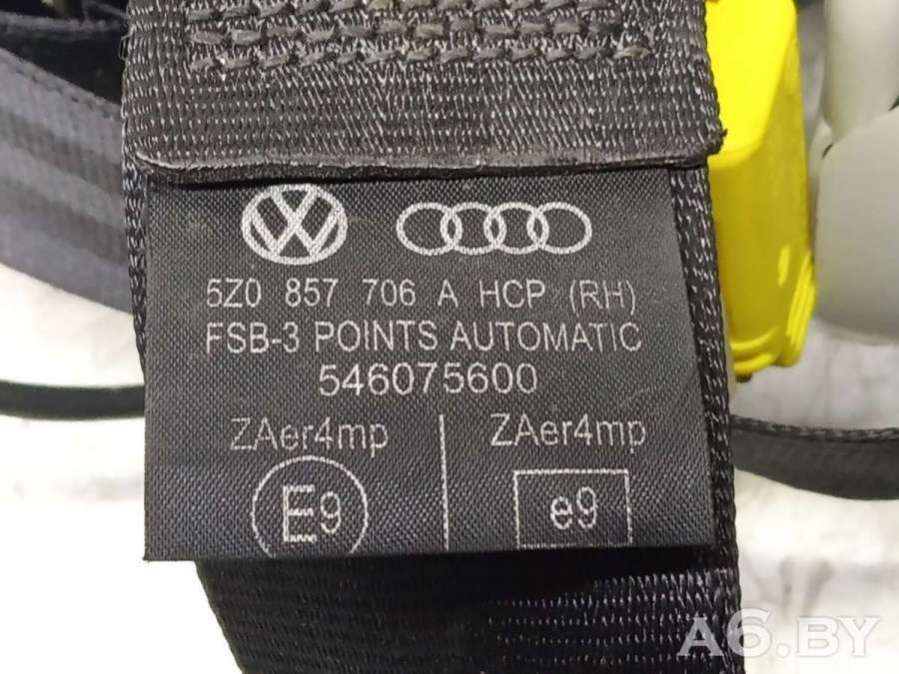 5Z0 857 706 A HCP (RH)
FSB-3 POINTS AUTOMATIC
546075600
ZAer4mp ZAer4mp
E9 e9
A6.BY